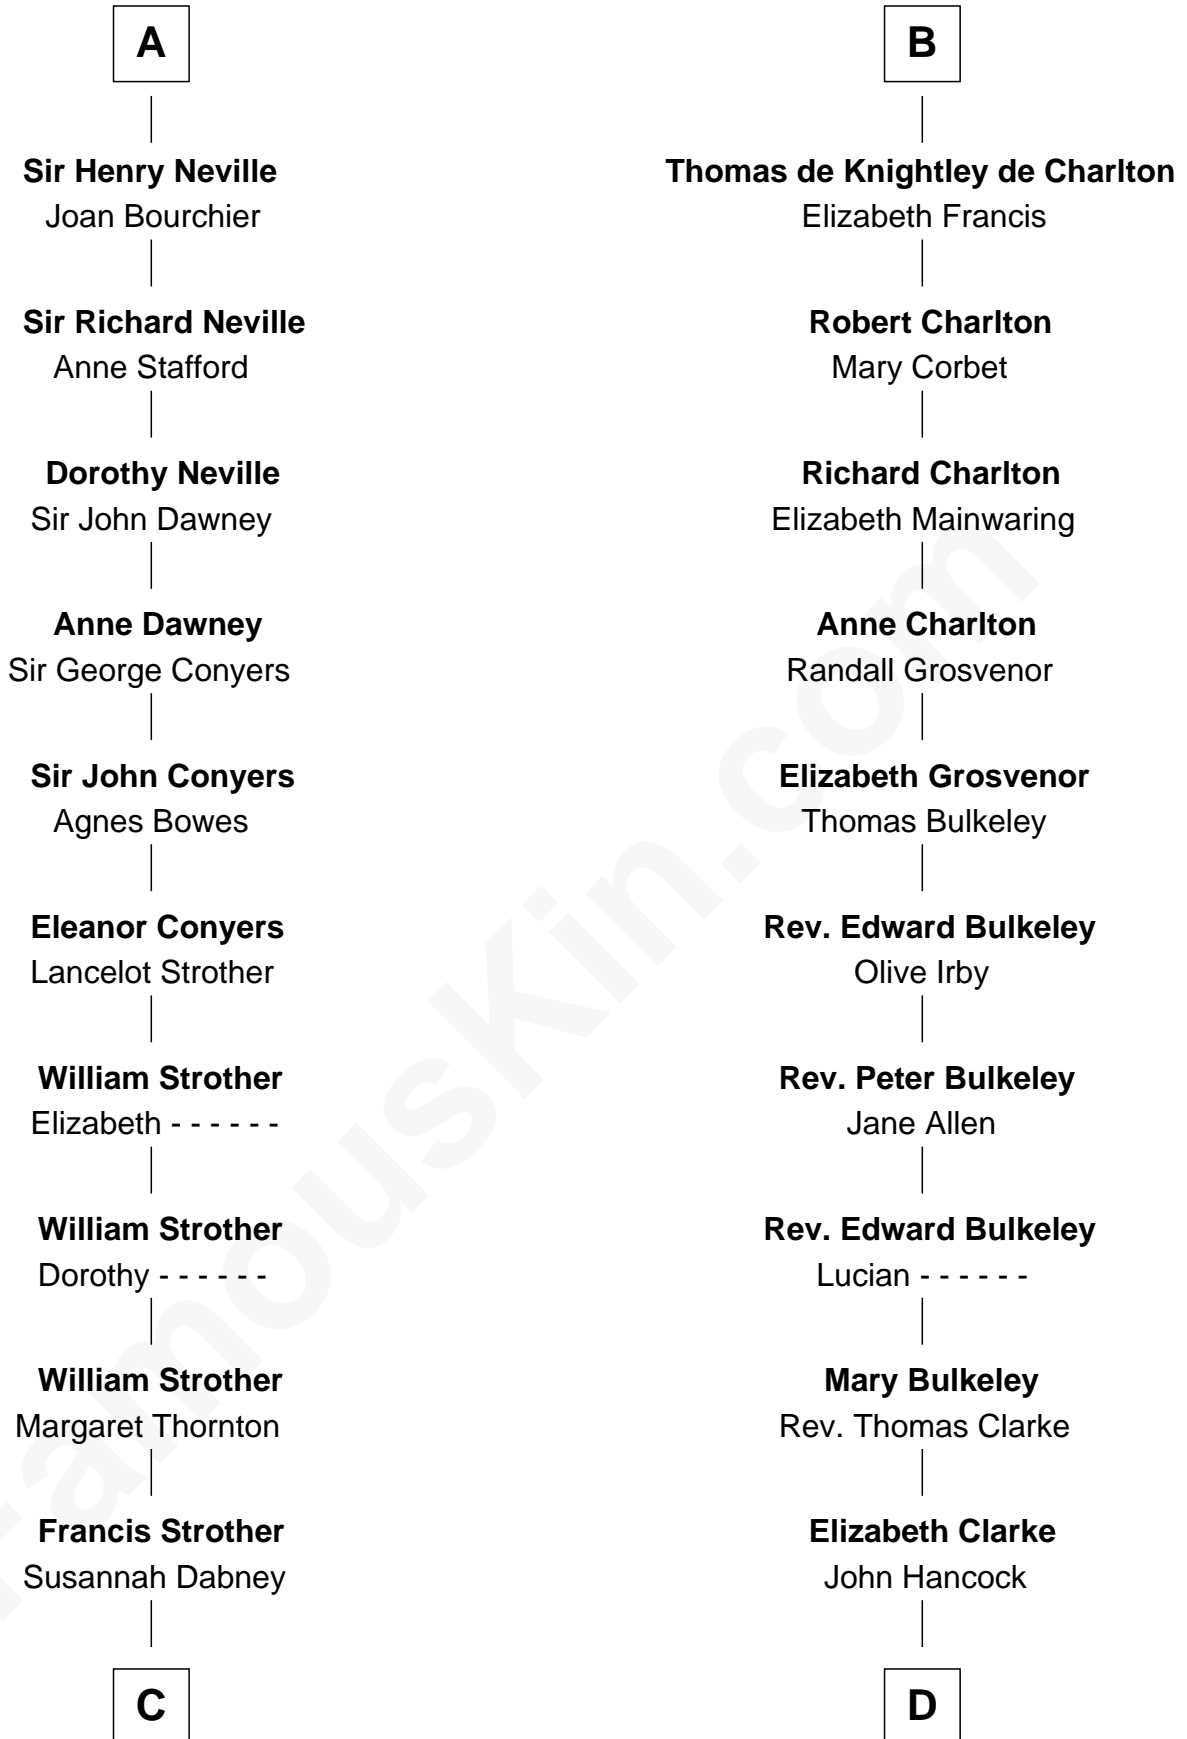 A
Sir Henry Neville
Joan Bourchier
Sir Richard Neville
Anne Stafford
Dorothy Neville
Sir John Dawney
Anne Dawney
Sir George Conyers
Sir John Conyers
Agnes Bowes
Eleanor Conyers
Lancelot Strother
William Strother
Elizabeth - - - - - -
William Strother
Dorothy - - - - - -
William Strother
Margaret Thornton
Francis Strother
Susannah Dabney
C
B
Thomas de Knightley de Charlton
Elizabeth Francis
Robert Charlton
Mary Corbet
Richard Charlton
Elizabeth Mainwaring
Anne Charlton
Randall Grosvenor
Elizabeth Grosvenor
Thomas Bulkeley
Rev. Edward Bulkeley
Olive Irby
Rev. Peter Bulkeley
Jane Allen
Rev. Edward Bulkeley
Lucian - - - - - -
Mary Bulkeley
Rev. Thomas Clarke
Elizabeth Clarke
John Hancock
D
FamousKin.com